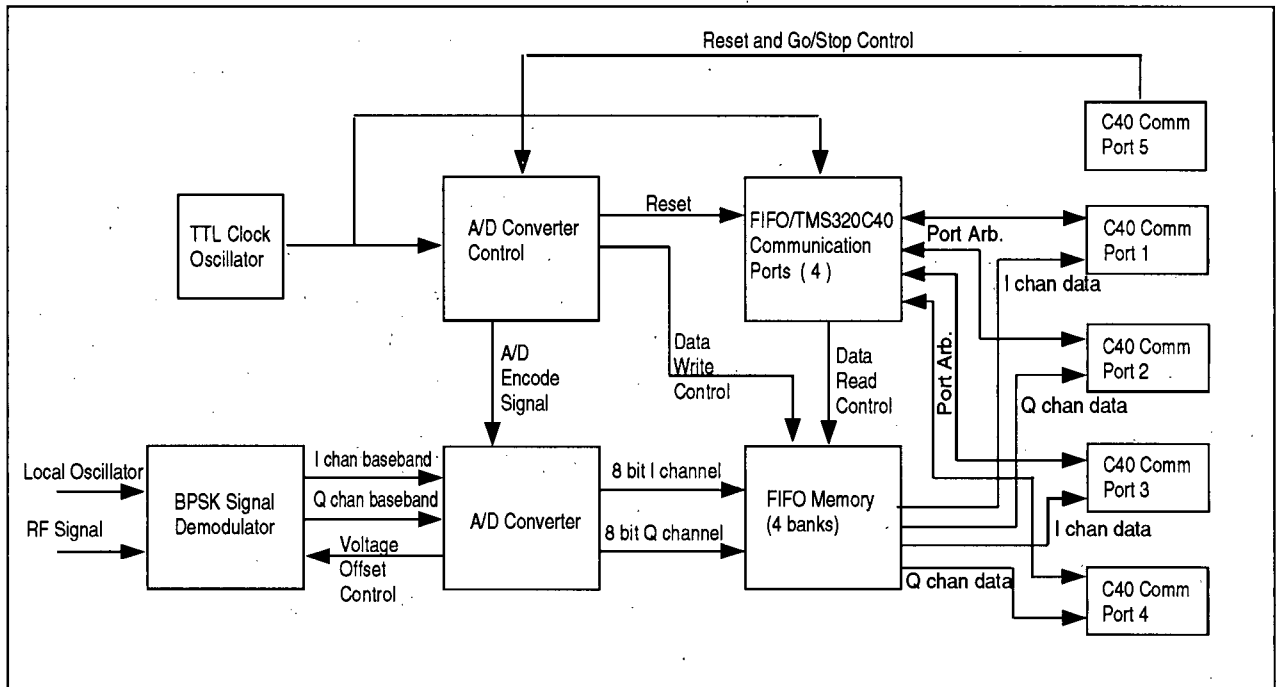 Reset and Go/Stop Control
C40 Comm
Port 5
TTL Clock
Oscillator
A/D Converter
Control
Reset
FIFO/TMS320C40
Communication
Ports ( 4 )
Port Arb.
C40 Comm
Port 1
I chan data
A/D
Encode
Signal
Data
Write
Control
Data
Read
Control
Port Arb.
C40 Comm
Port 2
Q chan data
Local Oscillator
RF Signal
BPSK Signal
Demodulator
I chan baseband
Q chan baseband
Voltage
Offset
Control
A/D Converter
8 bit I channel
8 bit Q channel
FIFO Memory
(4 banks)
C40 Comm
Port 3
I chan data
Q chan data
C40 Comm
Port 4